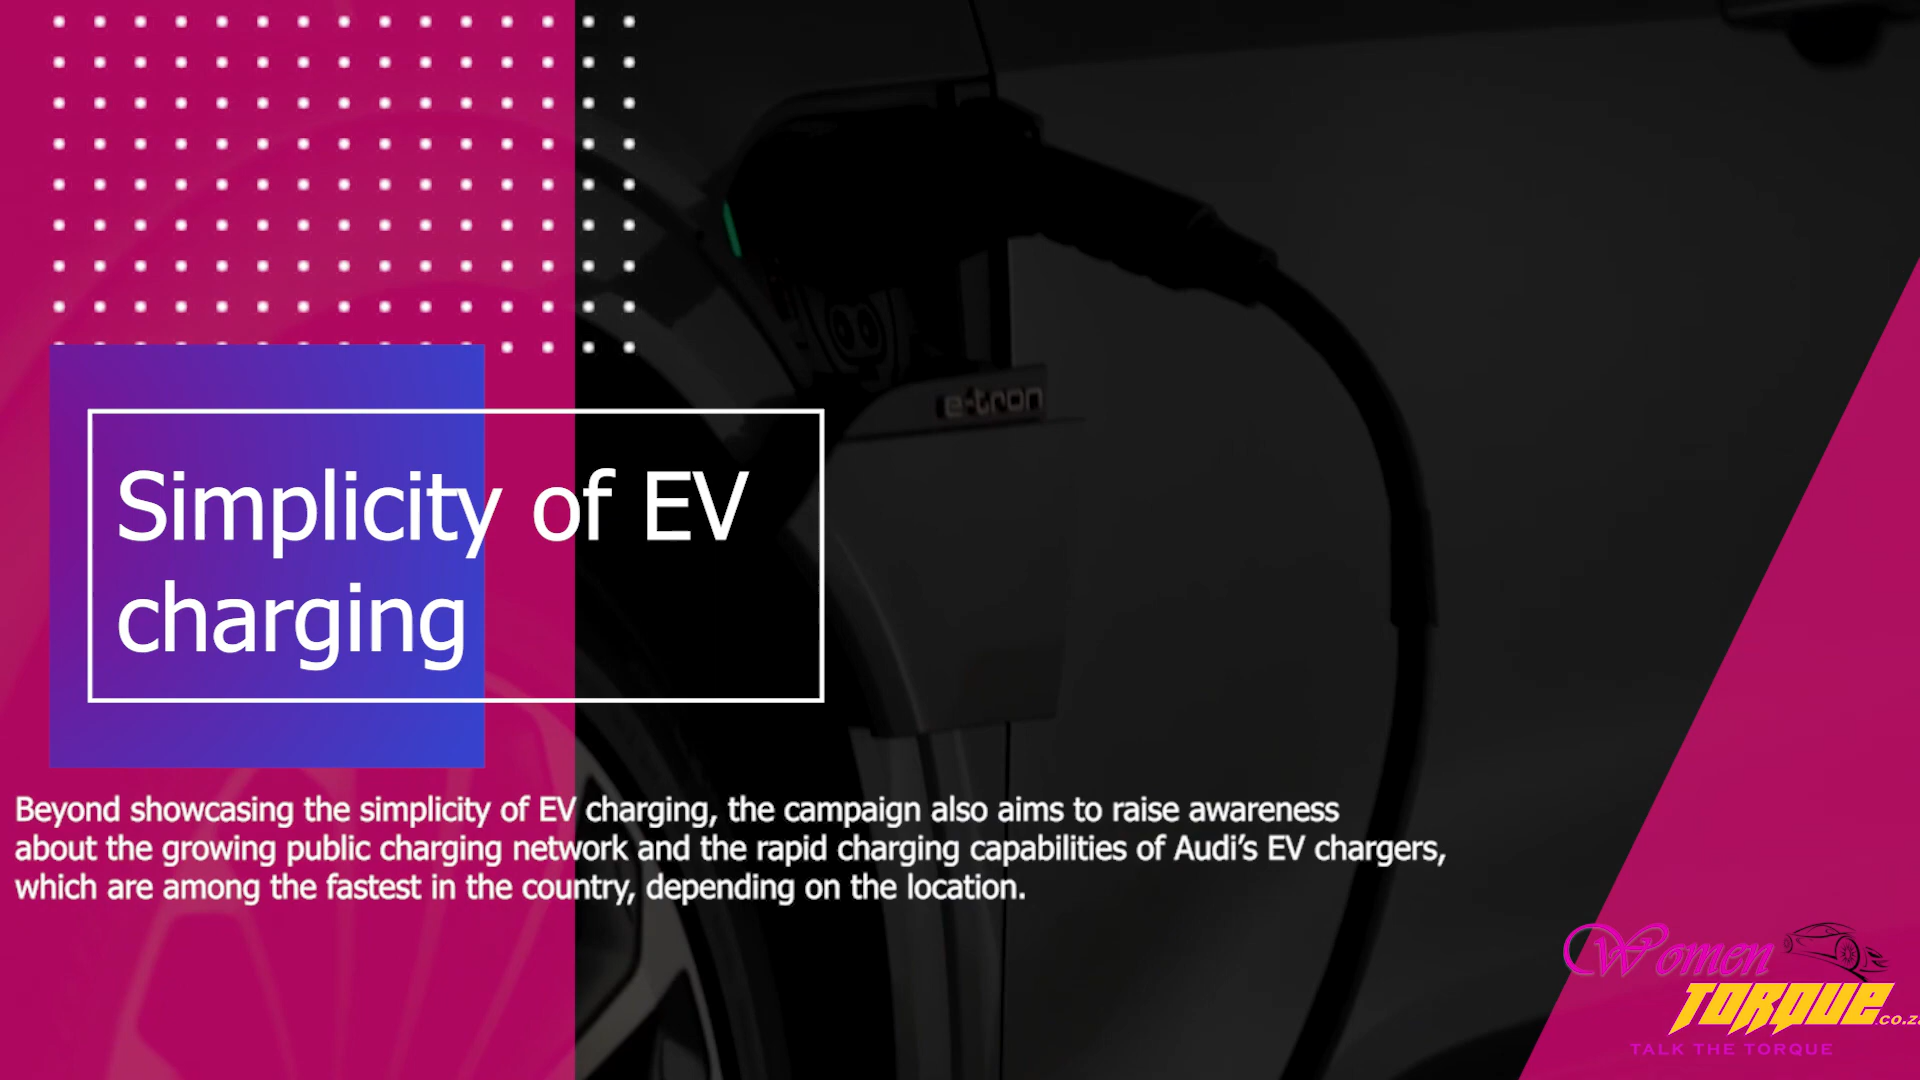 e-tron
Simplicity of EV
charging
Beyond showcasing the simplicity of EV charging, the campaign also aims to raise awareness
about the growing public charging network and the rapid charging capabilities of Audi’s EV chargers,
which are among the fastest in the country, depending on the location.
Women
TORQUE.co.za
TALK THE TORQUE